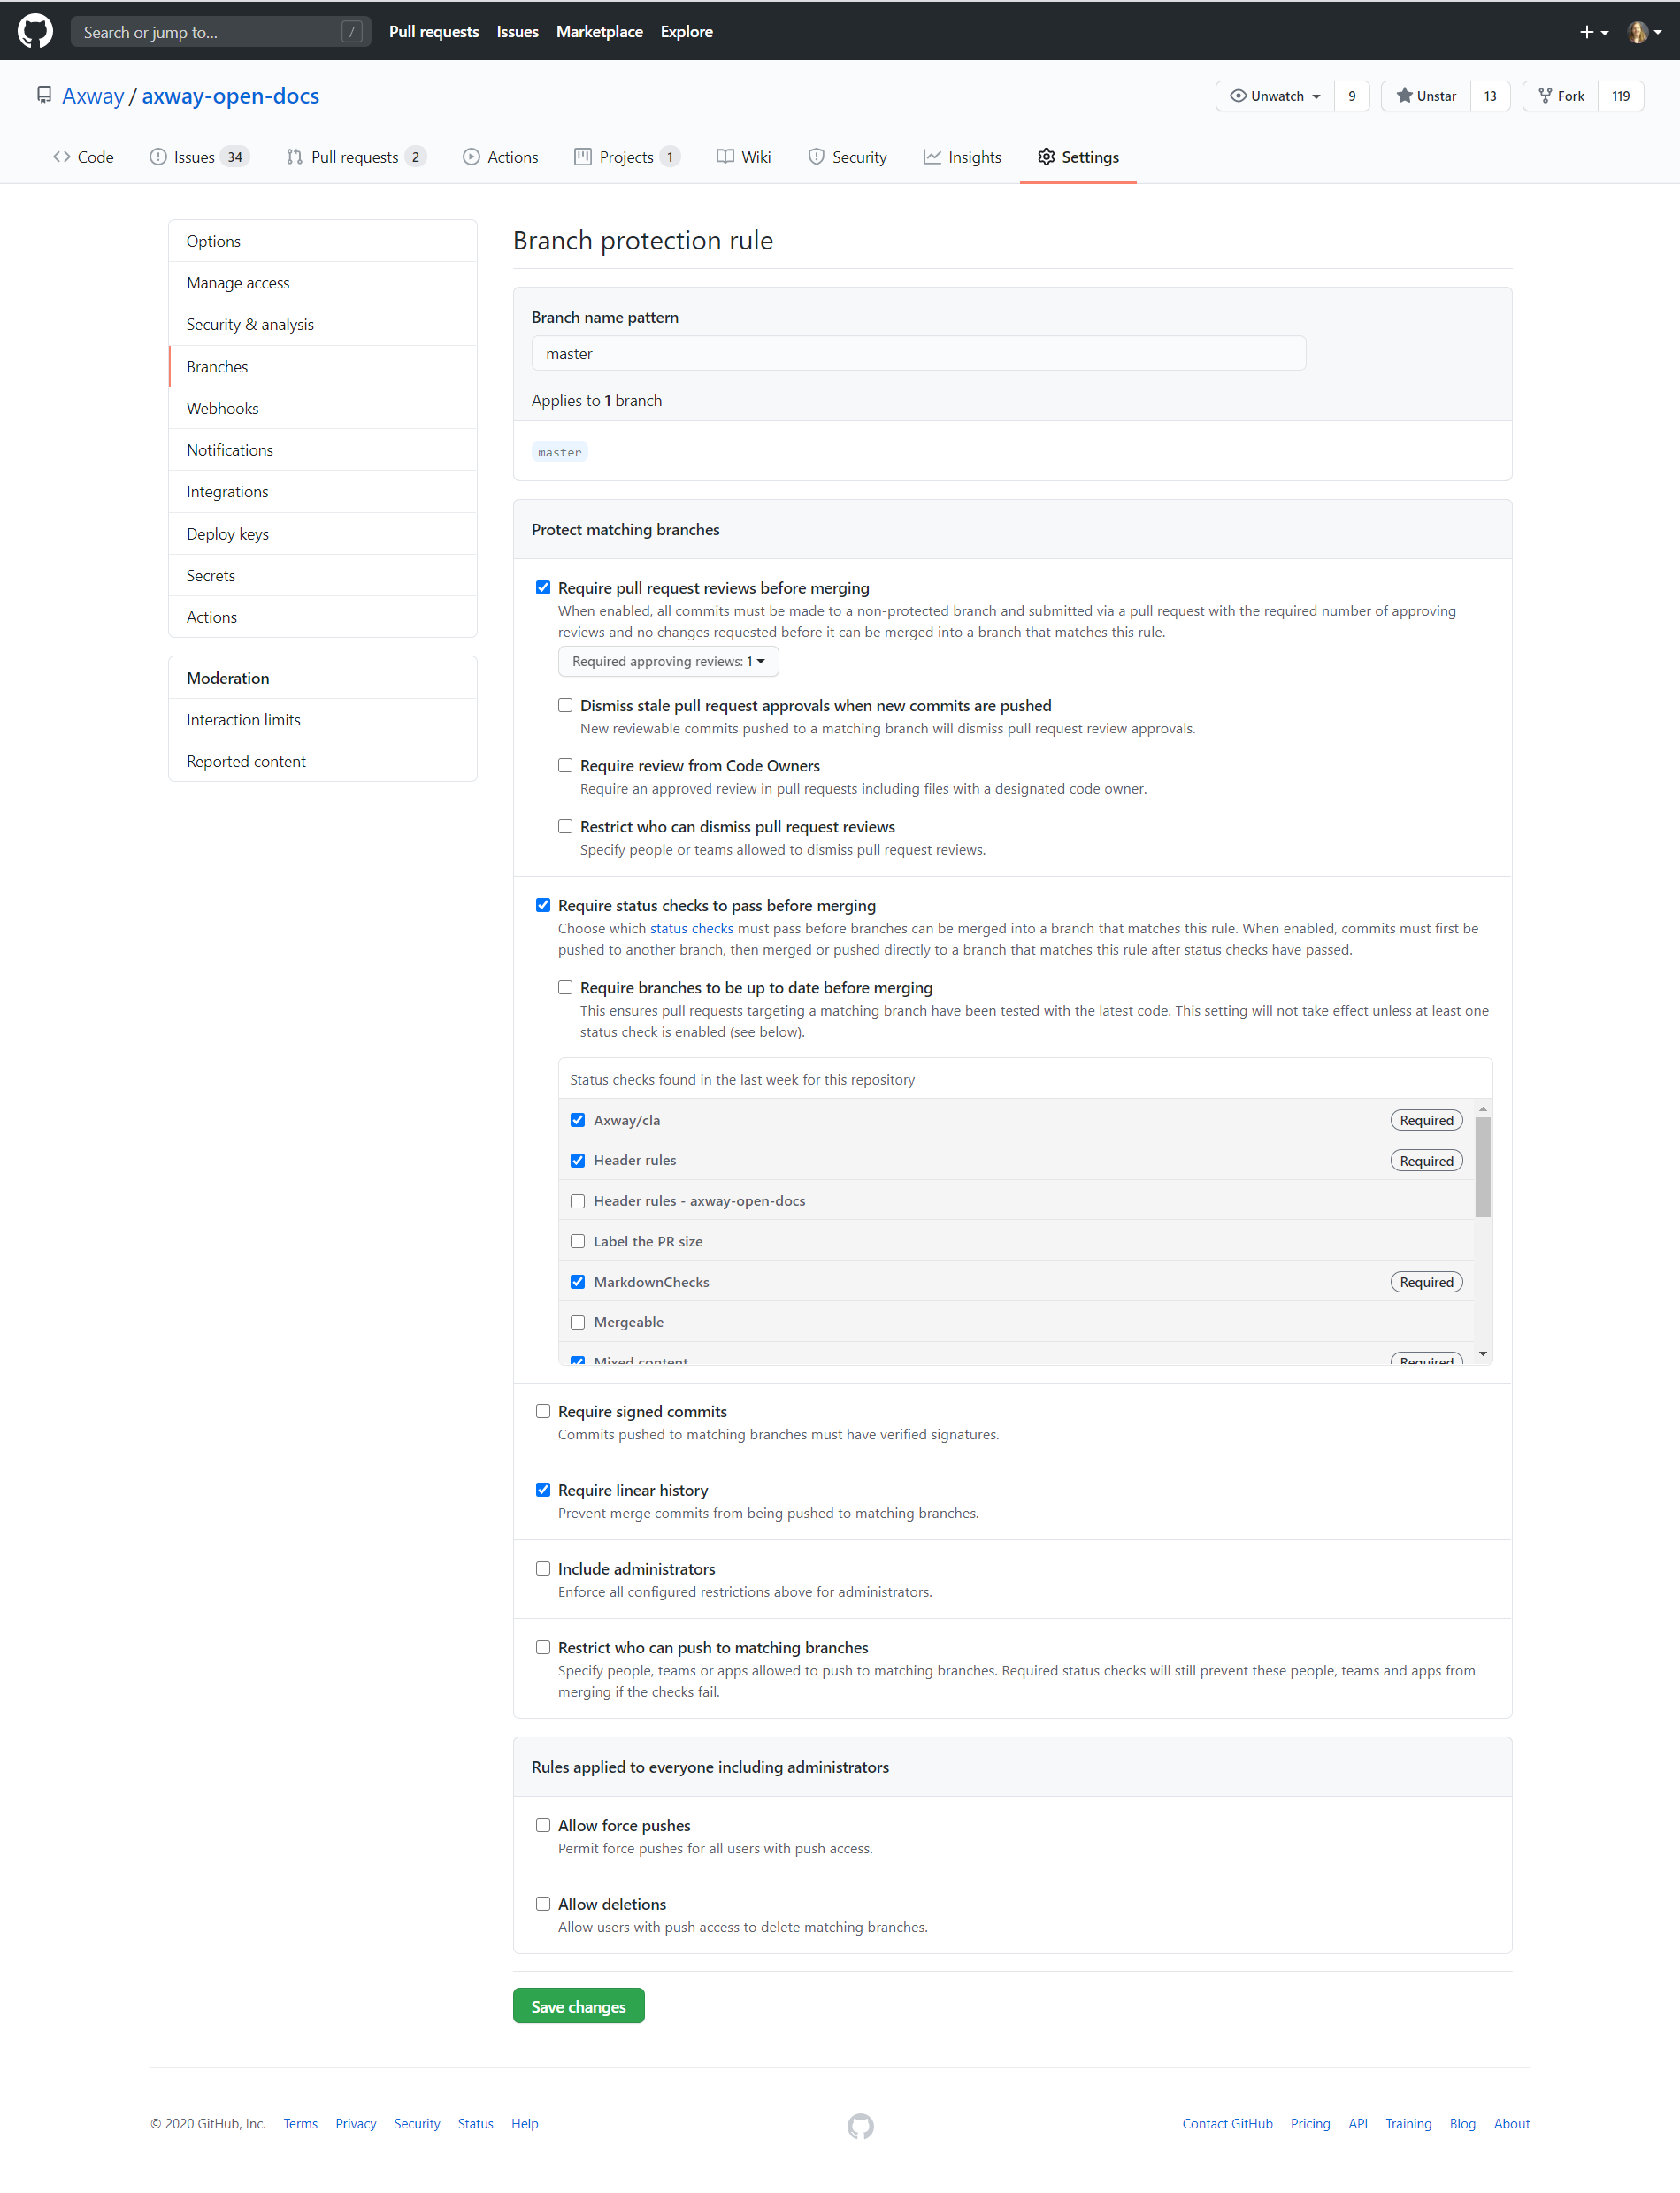 Search or jump to...
/
Pull requests
Issues
Marketplace
Explore
Axway / axway-open-docs
Unwatch
9
Unstar
13
Fork
119
Code
Issues 34
Pull requests 2
Actions
Projects 1
Wiki
Security
Insights
Settings
Options
Manage access
Security & analysis
Branches
Webhooks
Notifications
Integrations
Deploy keys
Secrets
Actions
Moderation
Interaction limits
Reported content
Branch protection rule
Branch name pattern
master
Applies to 1 branch
master
Protect matching branches
Require pull request reviews before merging
When enabled, all commits must be made to a non-protected branch and submitted via a pull request with the required number of approving
reviews and no changes requested before it can be merged into a branch that matches this rule.
Required approving reviews: 1
Dismiss stale pull request approvals when new commits are pushed
New reviewable commits pushed to a matching branch will dismiss pull request review approvals.
Require review from Code Owners
Require an approved review in pull requests including files with a designated code owner.
Restrict who can dismiss pull request reviews
Specify people or teams allowed to dismiss pull request reviews.
Require status checks to pass before merging
Choose which status checks must pass before branches can be merged into a branch that matches this rule. When enabled, commits must first be
pushed to another branch, then merged or pushed directly to a branch that matches this rule after status checks have passed.
Require branches to be up to date before merging
This ensures pull requests targeting a matching branch have been tested with the latest code. This setting will not take effect unless at least one
status check is enabled (see below).
Status checks found in the last week for this repository
Axway/cla Required
Header rules Required
Header rules - axway-open-docs
Label the PR size
MarkdownChecks Required
Mergeable
Mixed content Required
Require signed commits
Commits pushed to matching branches must have verified signatures.
Require linear history
Prevent merge commits from being pushed to matching branches.
Include administrators
Enforce all configured restrictions above for administrators.
Restrict who can push to matching branches
Specify people, teams or apps allowed to push to matching branches. Required status checks will still prevent these people, teams and apps from
merging if the checks fail.
Rules applied to everyone including administrators
Allow force pushes
Permit force pushes for all users with push access.
Allow deletions
Allow users with push access to delete matching branches.
Save changes
© 2020 GitHub, Inc.
Terms
Privacy
Security
Status
Help
Contact GitHub
Pricing
API
Training
Blog
About